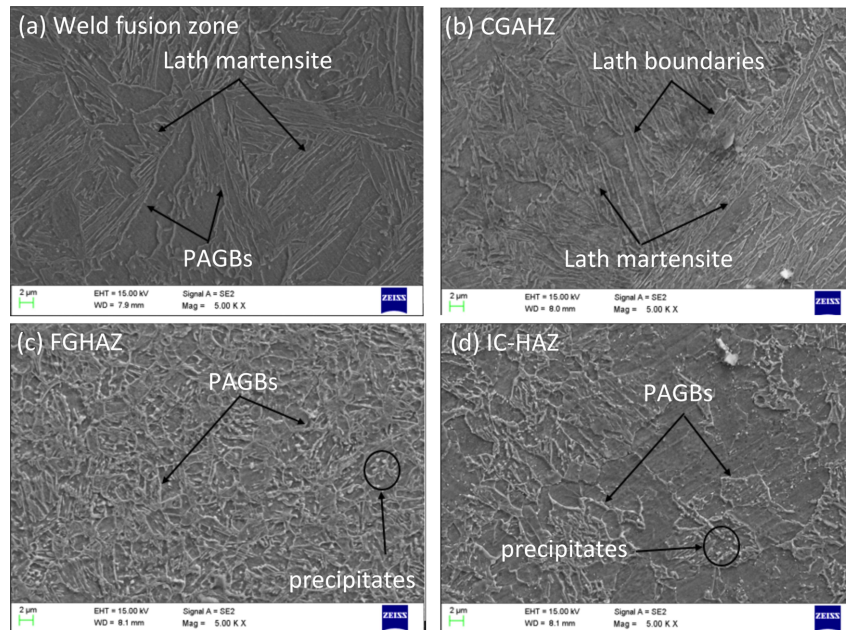 (a) Weld fusion zone
Lath martensite
PAGBs
2 µm
EHT = 15.00 kV
Signal A = SE2
WD = 7.9 mm
Mag = 5.00 K X
ZEISS
(b) CGAHZ
Lath boundaries
Lath martensite
2 µm
EHT = 15.00 kV
Signal A = SE2
WD = 8.0 mm
Mag = 5.00 K X
ZEISS
(c) FGHAZ
PAGBs
precipitates
2 µm
EHT = 15.00 kV
Signal A = SE2
WD = 8.1 mm
Mag = 5.00 K X
ZEISS
(d) IC-HAZ
PAGBs
precipitates
2 µm
EHT = 15.00 kV
Signal A = SE2
WD = 8.1 mm
Mag = 5.00 K X
ZEISS